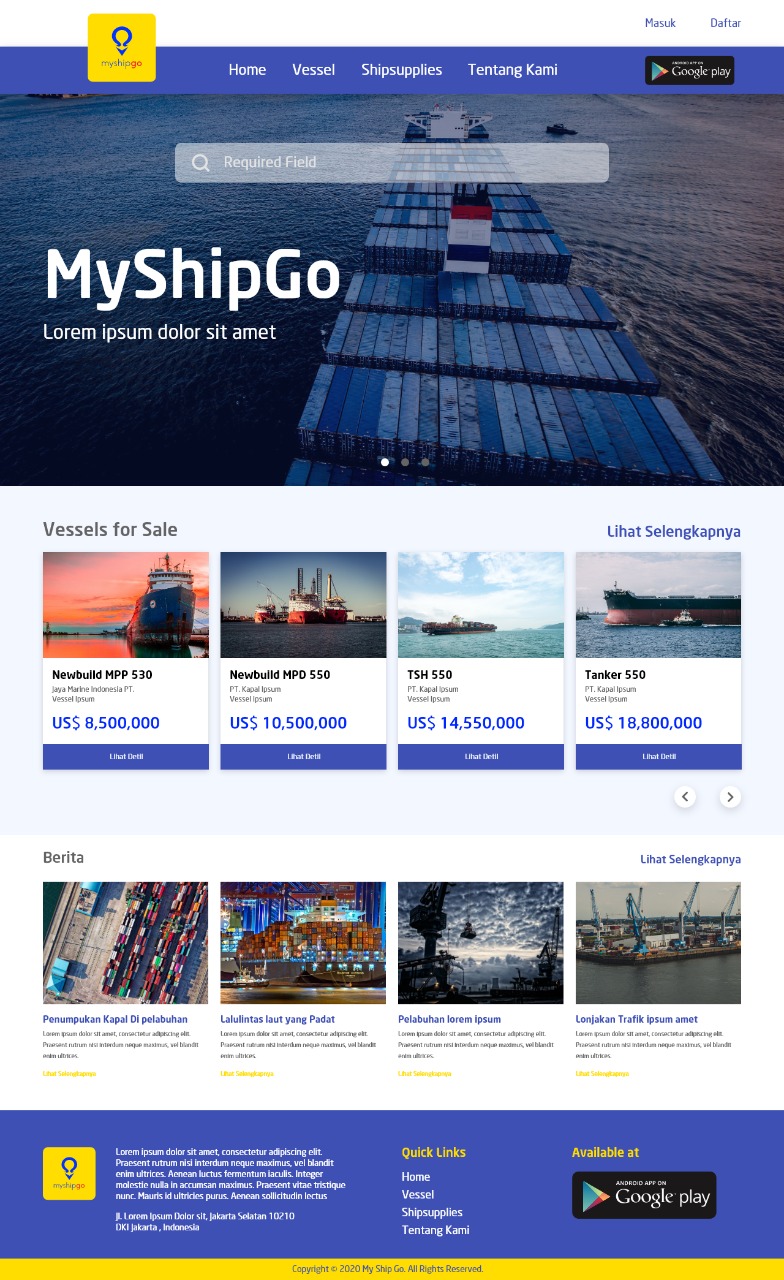 Masuk Daftar
myshipgo
Home Vessel Shipsupplies Tentang Kami
ANDROID APP ON
Google play
Required Field
MyShipGo
Lorem ipsum dolor sit amet
Vessels for Sale
Lihat Selengkapnya
Newbuild MPP 530
Jaya Marine Indonesia PT.
Vessel Ipsum
US$ 8,500,000
Lihat Detil
Newbuild MPD 550
PT. Kapal Ipsum
Vessel Ipsum
US$ 10,500,000
Lihat Detil
TSH 550
PT. Kapal Ipsum
Vessel Ipsum
US$ 14,550,000
Lihat Detil
Tanker 550
PT. Kapal Ipsum
Vessel Ipsum
US$ 18,800,000
Lihat Detil
Berita
Lihat Selengkapnya
Penumpukan Kapal Di pelabuhan
Lorem ipsum dolor sit amet, consectetur adipiscing elit.
Praesent rutrum nisi interdum neque maximus, vel blandit
enim ultrices.
Lihat Selengkapnya
Lalulintas laut yang Padat
Lorem ipsum dolor sit amet, consectetur adipiscing elit.
Praesent rutrum nisi interdum neque maximus, vel blandit
enim ultrices.
Lihat Selengkapnya
Pelabuhan lorem ipsum
Lorem ipsum dolor sit amet, consectetur adipiscing elit.
Praesent rutrum nisi interdum neque maximus, vel blandit
enim ultrices.
Lihat Selengkapnya
Lonjakan Trafik ipsum amet
Lorem ipsum dolor sit amet, consectetur adipiscing elit.
Praesent rutrum nisi interdum neque maximus, vel blandit
enim ultrices.
Lihat Selengkapnya
myshipgo
Lorem ipsum dolor sit amet, consectetur adipiscing elit.
Praesent rutrum nisi interdum neque maximus, vel blandit
enim ultrices. Aenean luctus fermentum iaculis. Integer
molestie nulla in accumsan maximus. Praesent vitae tristique
nunc. Mauris id ultricies purus. Aenean sollicitudin lectus
Jl. Lorem Ipsum Dolor sit, Jakarta Selatan 10210
DKI Jakarta , Indonesia
Quick Links
Home
Vessel
Shipsupplies
Tentang Kami
Available at
ANDROID APP ON
Google play
Copyright © 2020 My Ship Go. All Rights Reserved.